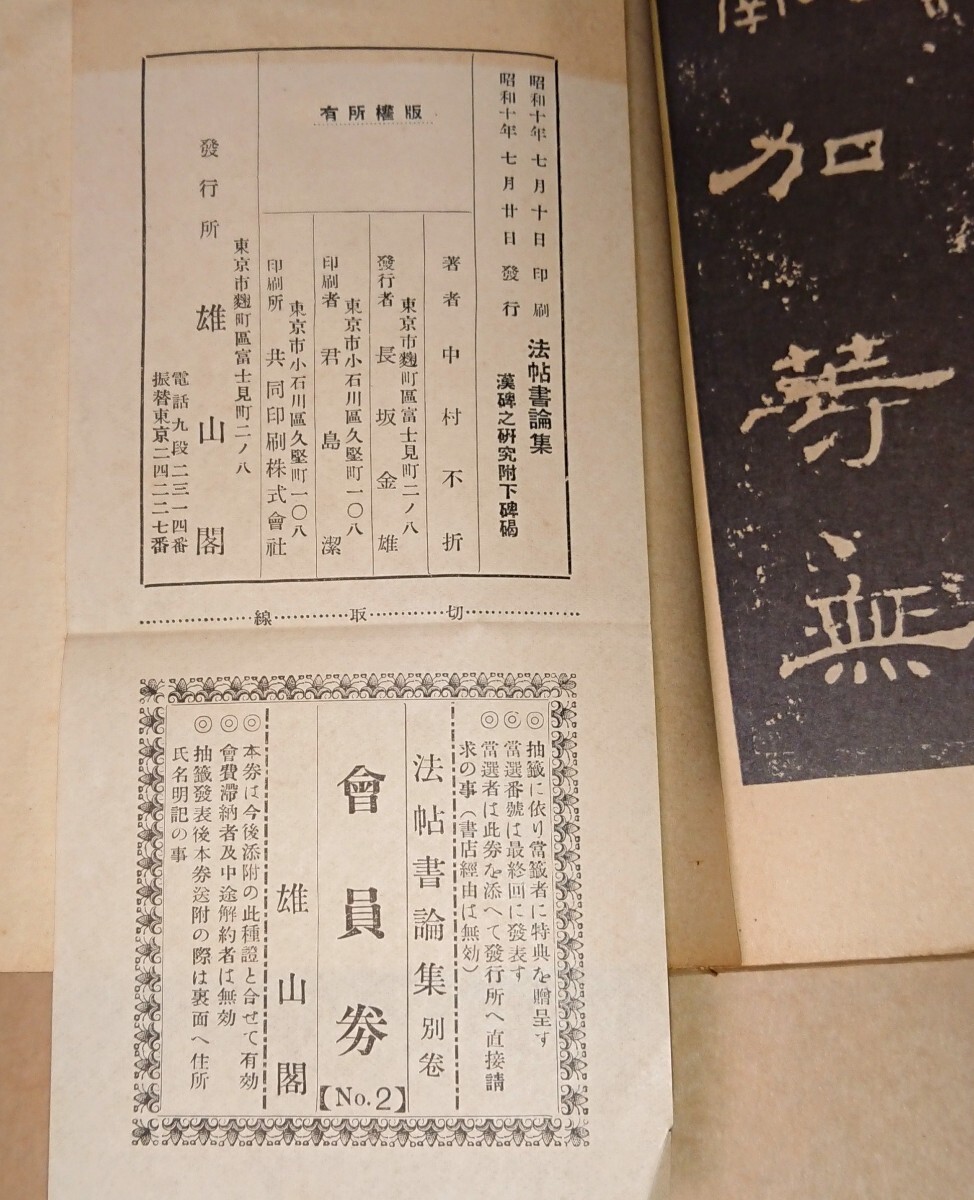 昭和十年七月十日印刷
昭和十年七月廿日發行
法帖書論集
漢碑之研究附下碑碣
版權所有
著者 中村不折
東京市麴町區富士見町二ノ八
發行者 長坂金雄
東京市小石川區久堅町一〇八
印刷者 君島潔
東京市小石川區久堅町一〇八
印刷所 共同印刷株式會社
東京市麴町區富士見町二ノ八
發行所 雄山閣
電話九段二三一四番
振替東京二四二二七番
切取線
◎抽籤に依り當籤者に特典を贈呈す
◎當選番號は最終回に發表す
◎當選者は此券を添へて發行所へ直接請
求の事(書店經由は無効)
法帖書論集別卷
會員券
【No.2】
雄山閣
◎本券は今後添附の此種證と合せて有効
◎會費滯納者及中途解約者は無効
◎抽籤發表後本券送附の際は裏面へ住所
氏名明記の事
加等無